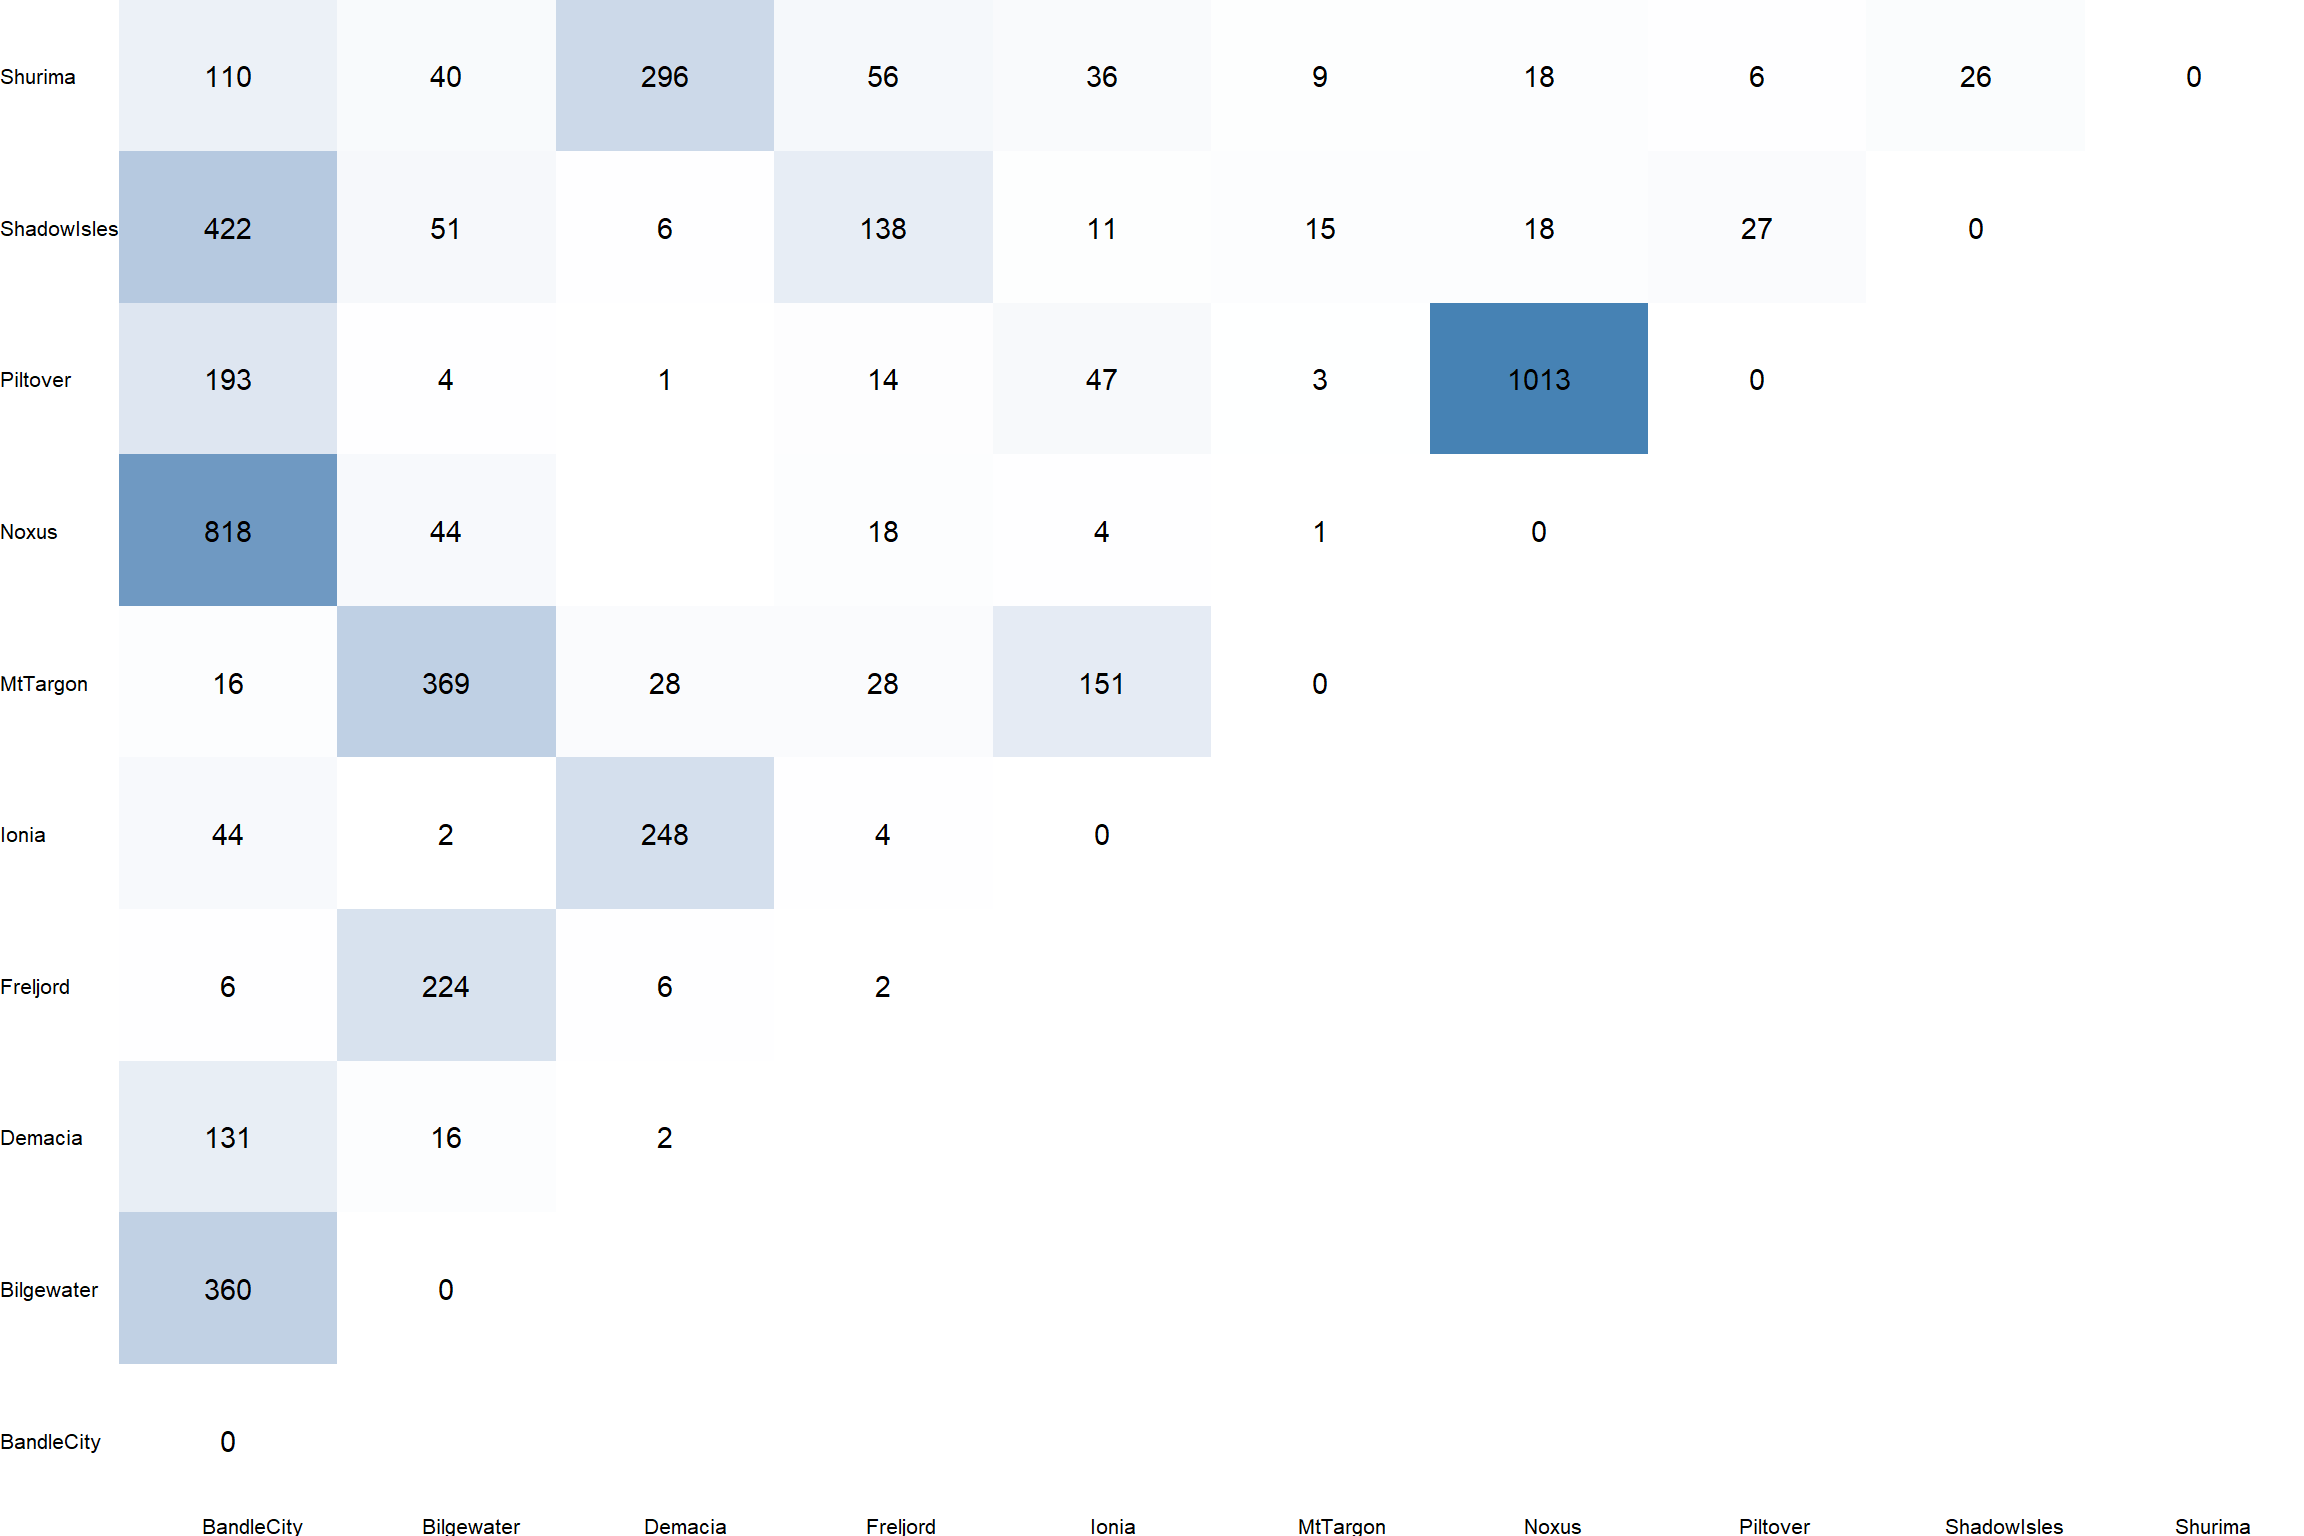 Shurima 110 40 296 56 36 9 18 6 26 0
ShadowIsles 422 51 6 138 11 15 18 27 0
Piltover 193 4 1 14 47 3 1013 0
Noxus 818 44 18 4 1 0
MtTargon 16 369 28 28 151 0
Ionia 44 2 248 4 0
Freljord 6 224 6 2
Demacia 131 16 2
Bilgewater 360 0
BandleCity 0
BandleCity Bilgewater Demacia Freljord Ionia MtTargon Noxus Piltover ShadowIsles Shurima